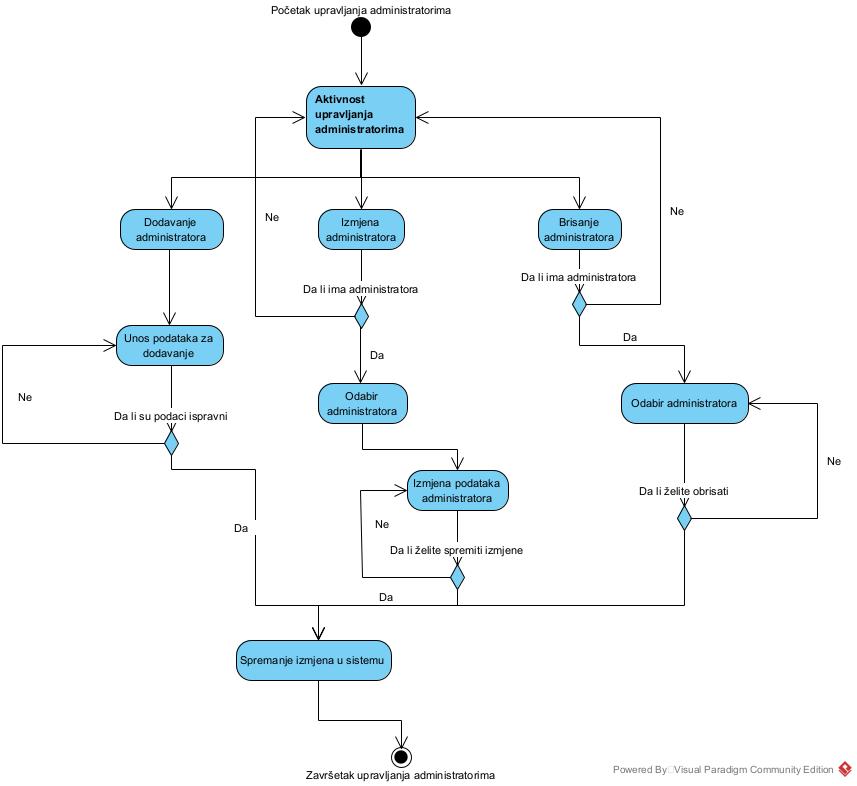 Početak upravljanja administratorima
Aktivnost
upravljanja
administratorima
Ne
Ne
Dodavanje
administratora
Izmjena
administratora
Brisanje
administratora
Da li ima administratora
Da li ima administratora
Unos podataka za
dodavanje
Da
Da
Ne
Odabir
administratora
Odabir administratora
Da li su podaci ispravni
Ne
Izmjena podataka
administratora
Da li želite obrisati
Da
Ne
Da li želite spremiti izmjene
Da
Spremanje izmjena u sistemu
Završetak upravljanja administratorima
Powered By Visual Paradigm Community Edition